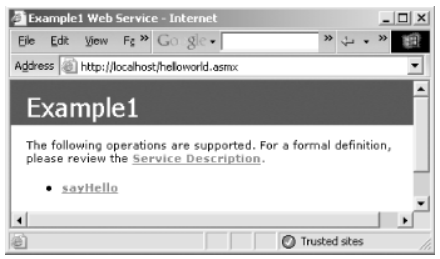 Example1 Web Service - Internet
File Edit View Fa » Google »
Address http://localhost/helloworld.asmx
Example1
The following operations are supported. For a formal definition,
please review the Service Description.
• sayHello
Trusted sites